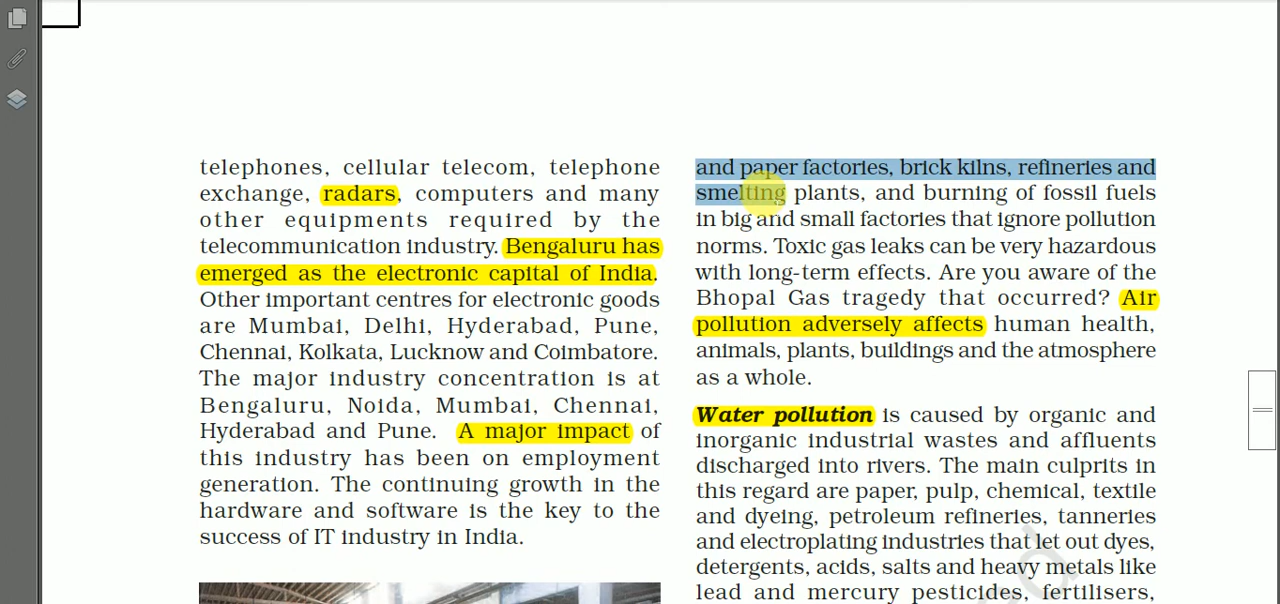 telephones, cellular telecom, telephone
exchange, radars, computers and many
other equipments required by the
telecommunication industry. Bengaluru has
emerged as the electronic capital of India.
Other important centres for electronic goods
are Mumbai, Delhi, Hyderabad, Pune,
Chennai, Kolkata, Lucknow and Coimbatore.
The major industry concentration is at
Bengaluru, Noida, Mumbai, Chennai,
Hyderabad and Pune. A major impact of
this industry has been on employment
generation. The continuing growth in the
hardware and software is the key to the
success of IT industry in India.
and paper factories, brick kilns, refineries and
smelting plants, and burning of fossil fuels
in big and small factories that ignore pollution
norms. Toxic gas leaks can be very hazardous
with long-term effects. Are you aware of the
Bhopal Gas tragedy that occurred? Air
pollution adversely affects human health,
animals, plants, buildings and the atmosphere
as a whole.
Water pollution is caused by organic and
inorganic industrial wastes and affluents
discharged into rivers. The main culprits in
this regard are paper, pulp, chemical, textile
and dyeing, petroleum refineries, tanneries
and electroplating industries that let out dyes,
detergents, acids, salts and heavy metals like
lead and mercury pesticides, fertilisers,